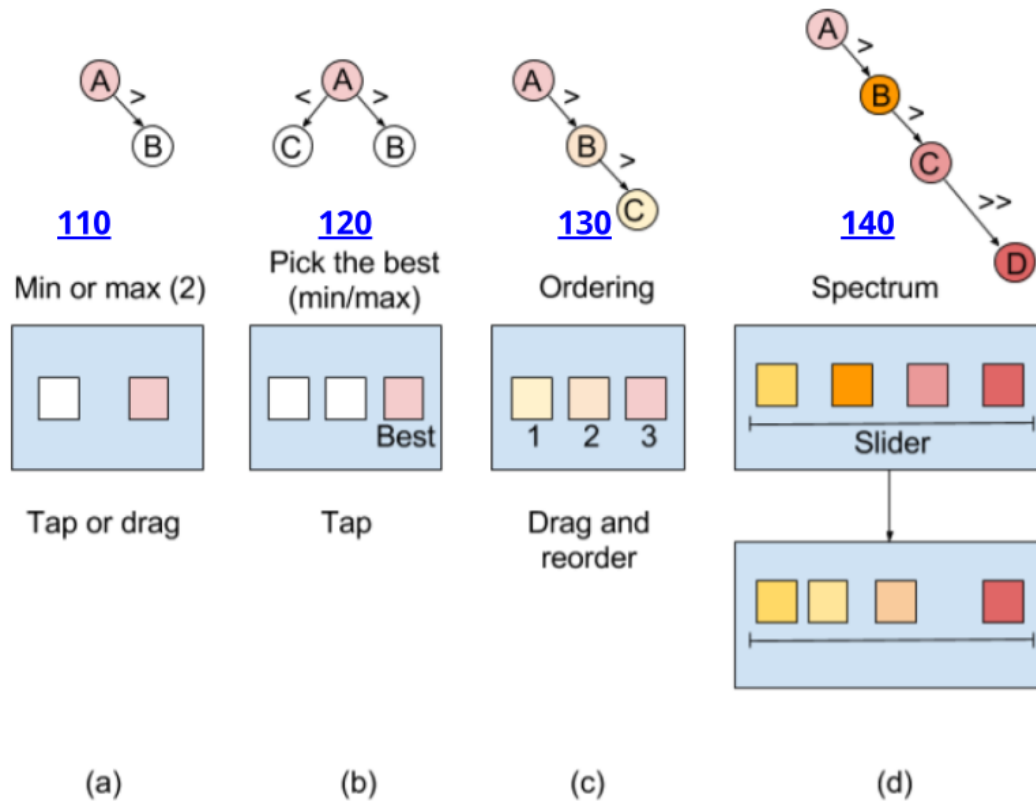 A
>
B
A
<
>
C
B
A
>
B
>
C
A
>
B
>
C
>>
D
110
120
130
140
Min or max (2)
Pick the best
(min/max)
Ordering
Spectrum
Best
1 2 3
Slider
Tap or drag
Tap
Drag and
reorder
(a) (b) (c) (d)